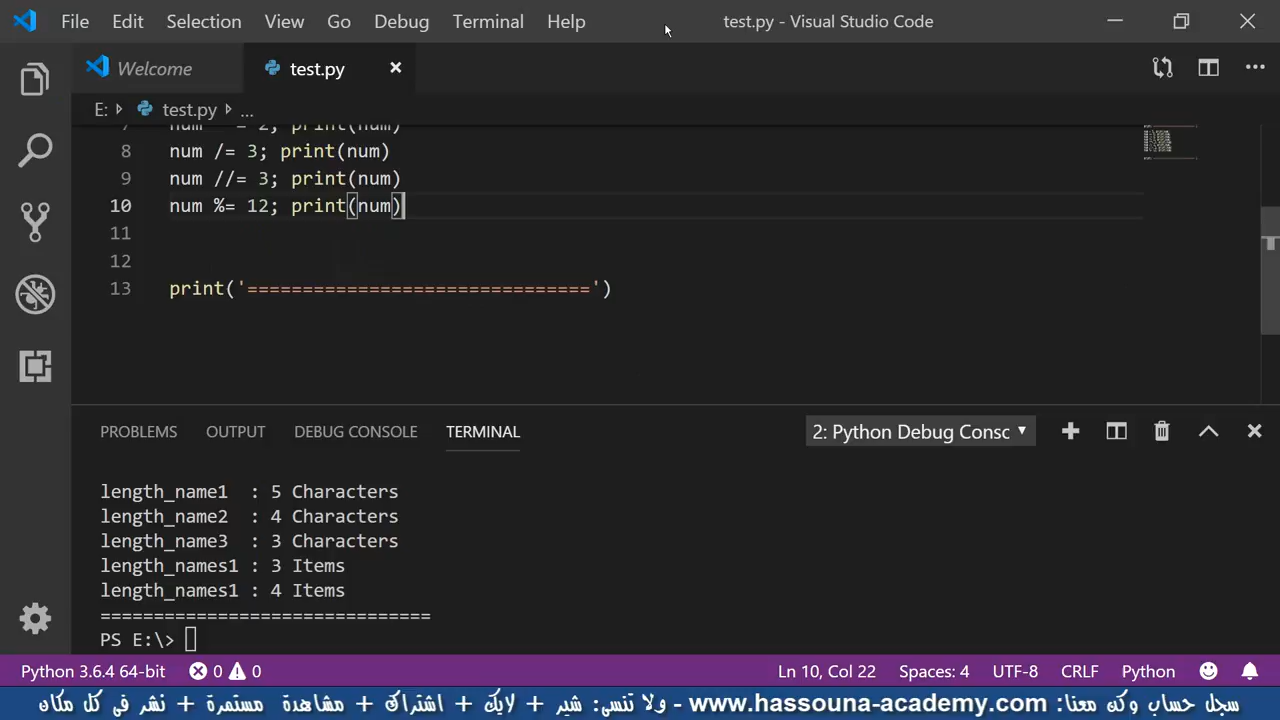 File Edit Selection View Go Debug Terminal Help test.py - Visual Studio Code
Welcome test.py
E: test.py ...
8 num /= 3; print(num)
9 num //= 3; print(num)
10 num %= 12; print(num)
11
12
13 print('===============================')
PROBLEMS OUTPUT DEBUG CONSOLE TERMINAL 2: Python Debug Consc
length_name1 : 5 Characters
length_name2 : 4 Characters
length_name3 : 3 Characters
length_names1 : 3 Items
length_names1 : 4 Items
==============================
PS E:\>
Python 3.6.4 64-bit 0 0 Ln 10, Col 22 Spaces: 4 UTF-8 CRLF Python
سجل حساب وكن معنا: www.hassouna-academy.com - ولا تنسى: شير + لايك + اشتراك + مشاهدة مستمرة + نشر فى كل مكان